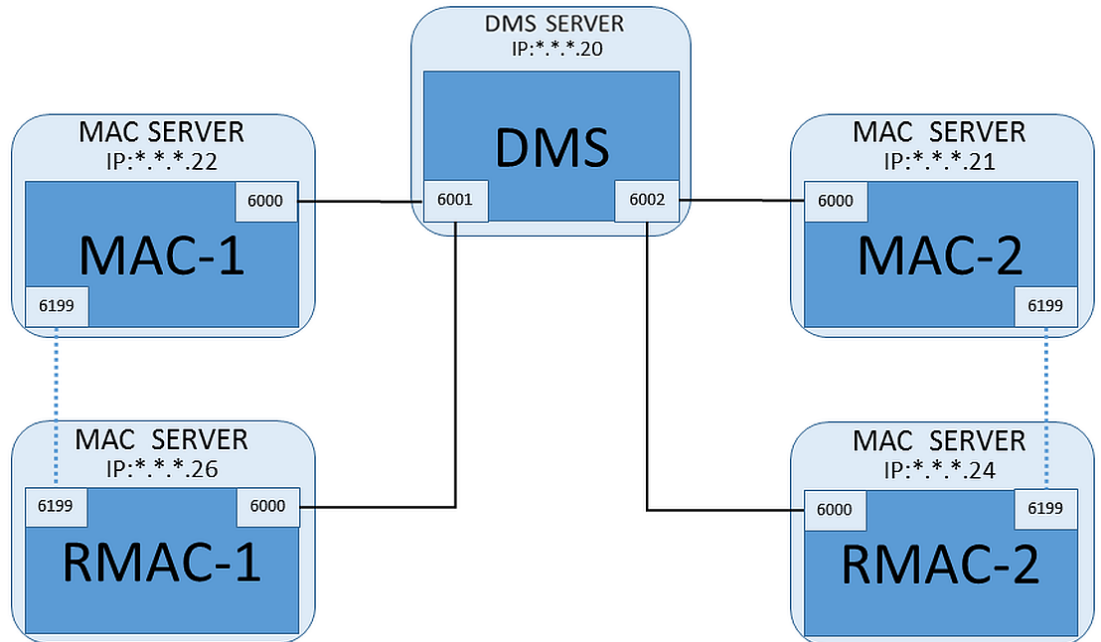 DMS SERVER
IP:*.*.*.20
DMS
6001
6002
MAC SERVER
IP:*.*.*.22
6000
MAC-1
6199
MAC SERVER
IP:*.*.*.21
6000
MAC-2
6199
MAC SERVER
IP:*.*.*.26
6199
6000
RMAC-1
MAC SERVER
IP:*.*.*.24
6000
6199
RMAC-2